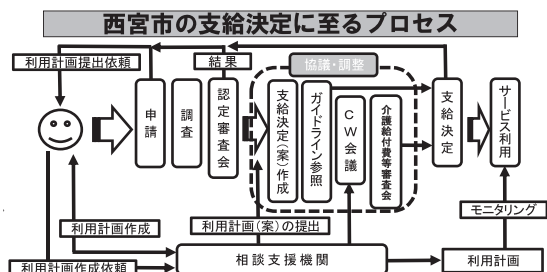 西宮市の支給決定に至るプロセス
利用計画提出依頼
結果
協議・調整
申請
調査
認定審査会
支給決定(案)作成
ガイドライン参照
CW会議
介護給付費等審査会
支給決定
サービス利用
利用計画作成
利用計画(案)の提出
モニタリング
利用計画作成依頼
相談支援機関
利用計画